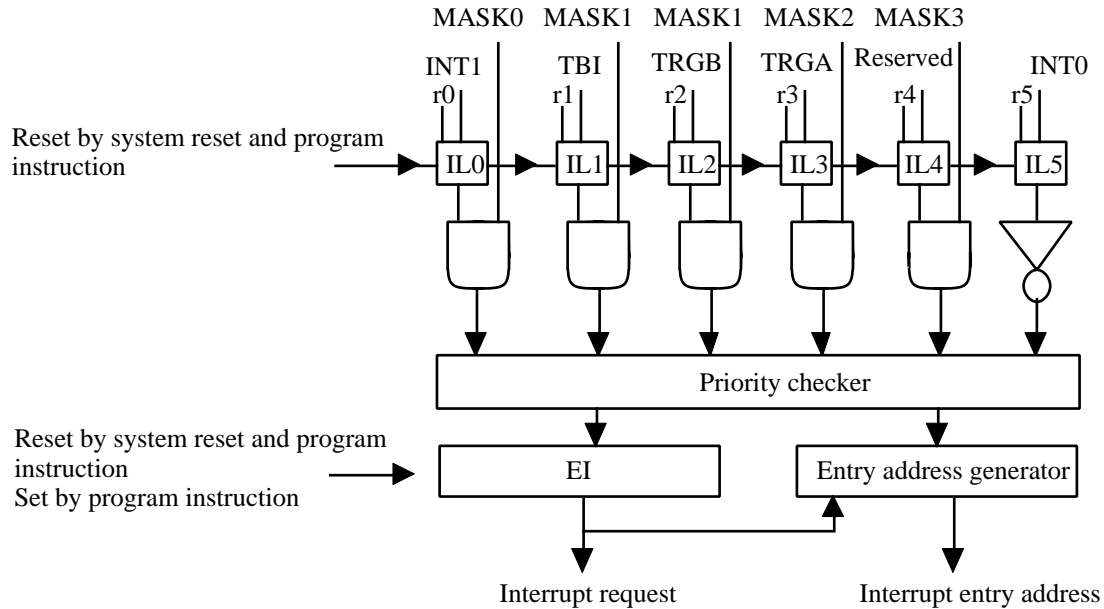 MASK0 MASK1 MASK1 MASK2 MASK3
INT1 TBI TRGB TRGA Reserved INT0
r0 r1 r2 r3 r4 r5
Reset by system reset and program
instruction
IL0 IL1 IL2 IL3 IL4 IL5
Priority checker
Reset by system reset and program
instruction
Set by program instruction
EI Entry address generator
Interrupt request Interrupt entry address